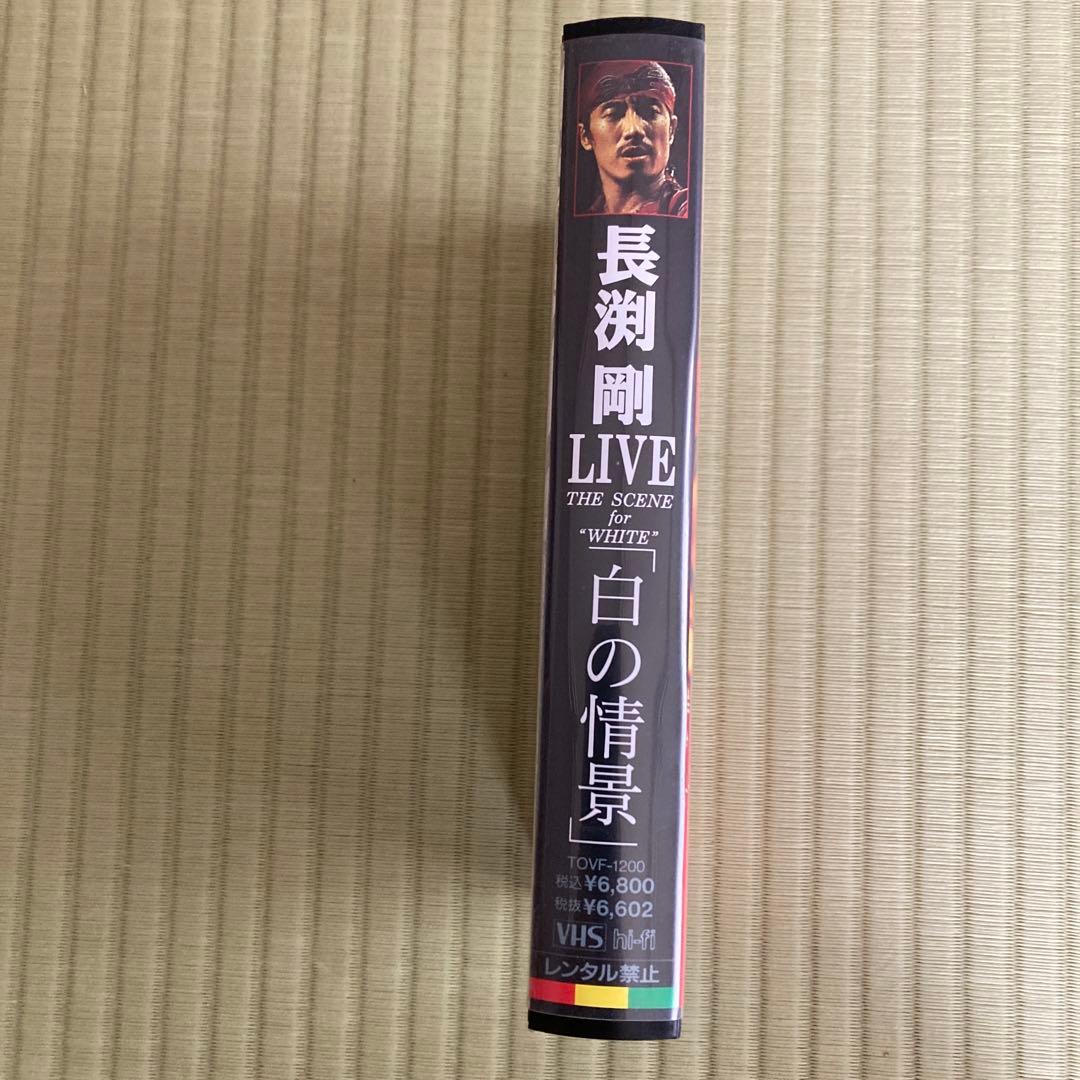 長渕 剛
LIVE
THE SCENE
for
“WHITE”
「白の情景」
TOVF-1200
税込¥6,800
税抜¥6,602
VHS hi-fi
レンタル禁止